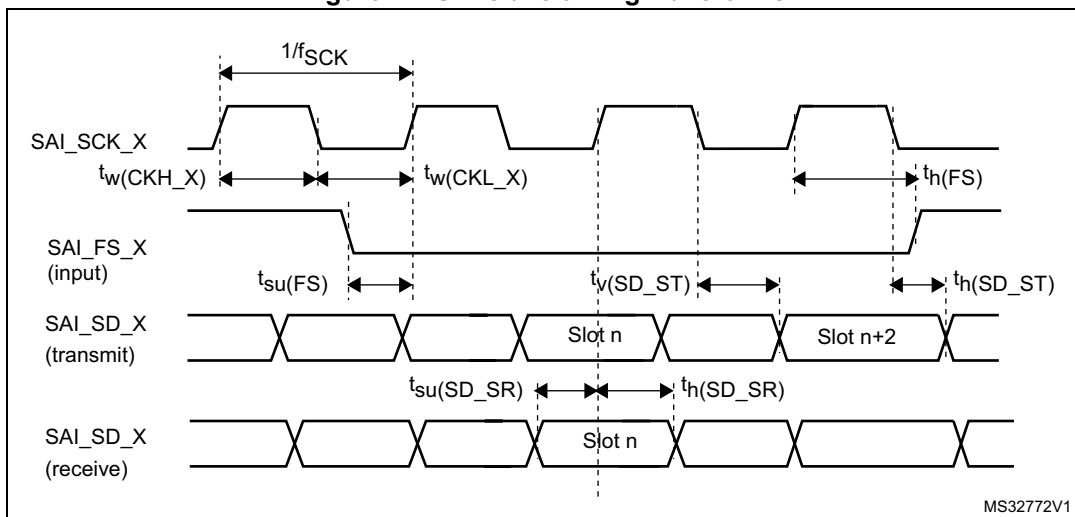 1/fSCK
SAI_SCK_X
tw(CKH_X)
tw(CKL_X)
th(FS)
SAI_FS_X
(input)
tsu(FS)
tv(SD_ST)
th(SD_ST)
SAI_SD_X
(transmit)
Slot n
Slot n+2
tsu(SD_SR)
th(SD_SR)
SAI_SD_X
(receive)
Slot n
MS32772V1